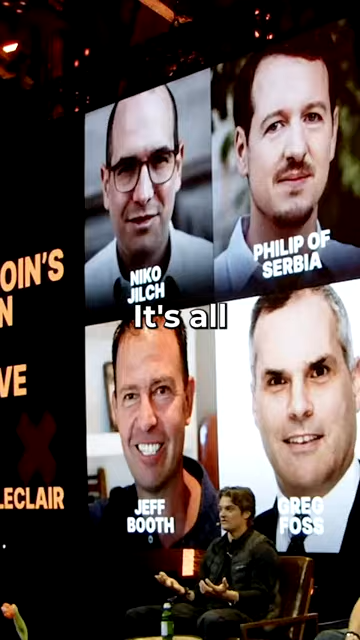 OIN'S
N
VE
LECLAIR
NIKO
JILCH
PHILIP OF
SERBIA
It's all
JEFF
BOOTH
GREG
FOSS